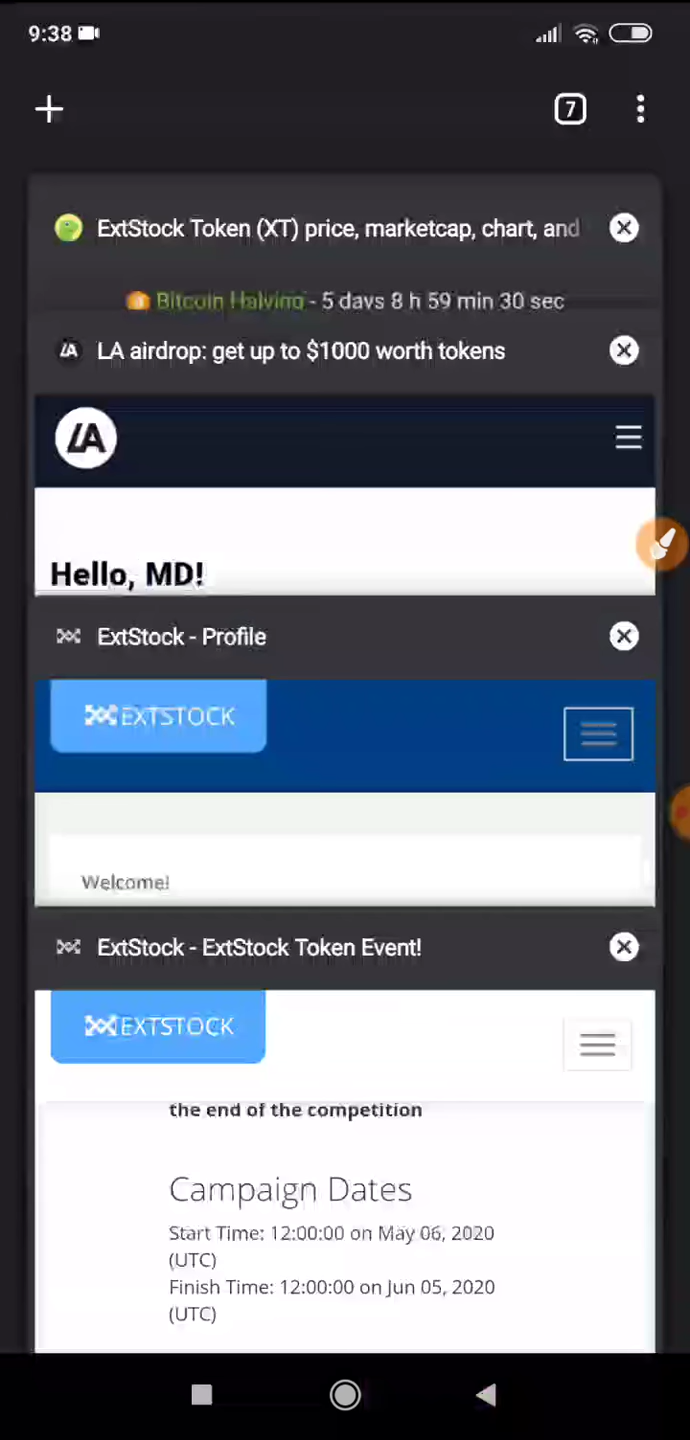 9:38
7
ExtStock Token (XT) price, marketcap, chart, and
Bitcoin Halving - 5 days 8 h 59 min 30 sec
LA airdrop: get up to $1000 worth tokens
LA
Hello, MD!
ExtStock - Profile
EXTSTOCK
Welcome!
ExtStock - ExtStock Token Event!
EXTSTOCK
the end of the competition
Campaign Dates
Start Time: 12:00:00 on May 06, 2020
(UTC)
Finish Time: 12:00:00 on Jun 05, 2020
(UTC)